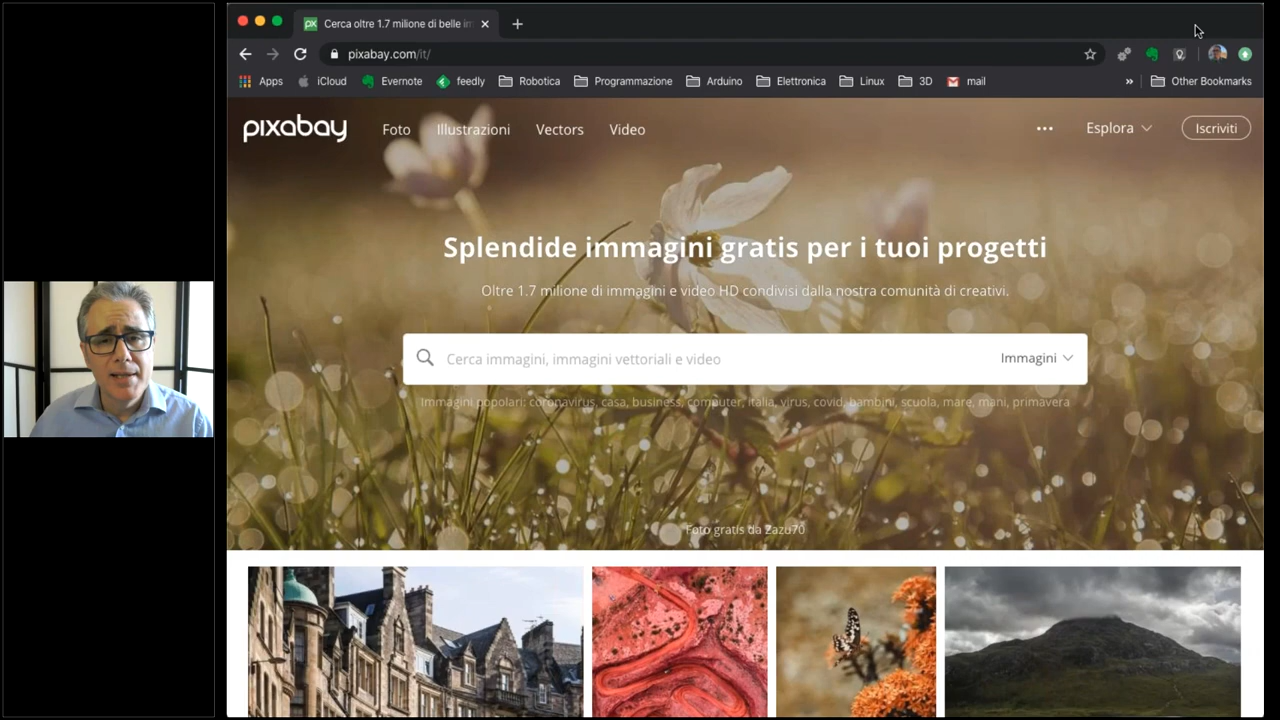 Cerca oltre 1.7 milione di belle im
pixabay.com/it/
Apps iCloud Evernote feedly Robotica Programmazione Arduino Elettronica Linux 3D mail » Other Bookmarks
pixabay Foto Illustrazioni Vectors Video ••• Esplora Iscriviti
Splendide immagini gratis per i tuoi progetti
Oltre 1.7 milione di immagini e video HD condivisi dalla nostra comunità di creativi.
Cerca immagini, immagini vettoriali e video Immagini
Immagini popolari: coronavirus, casa, business, computer, italia, virus, covid, bambini, scuola, mare, mani, primavera
Foto gratis da Zazu70